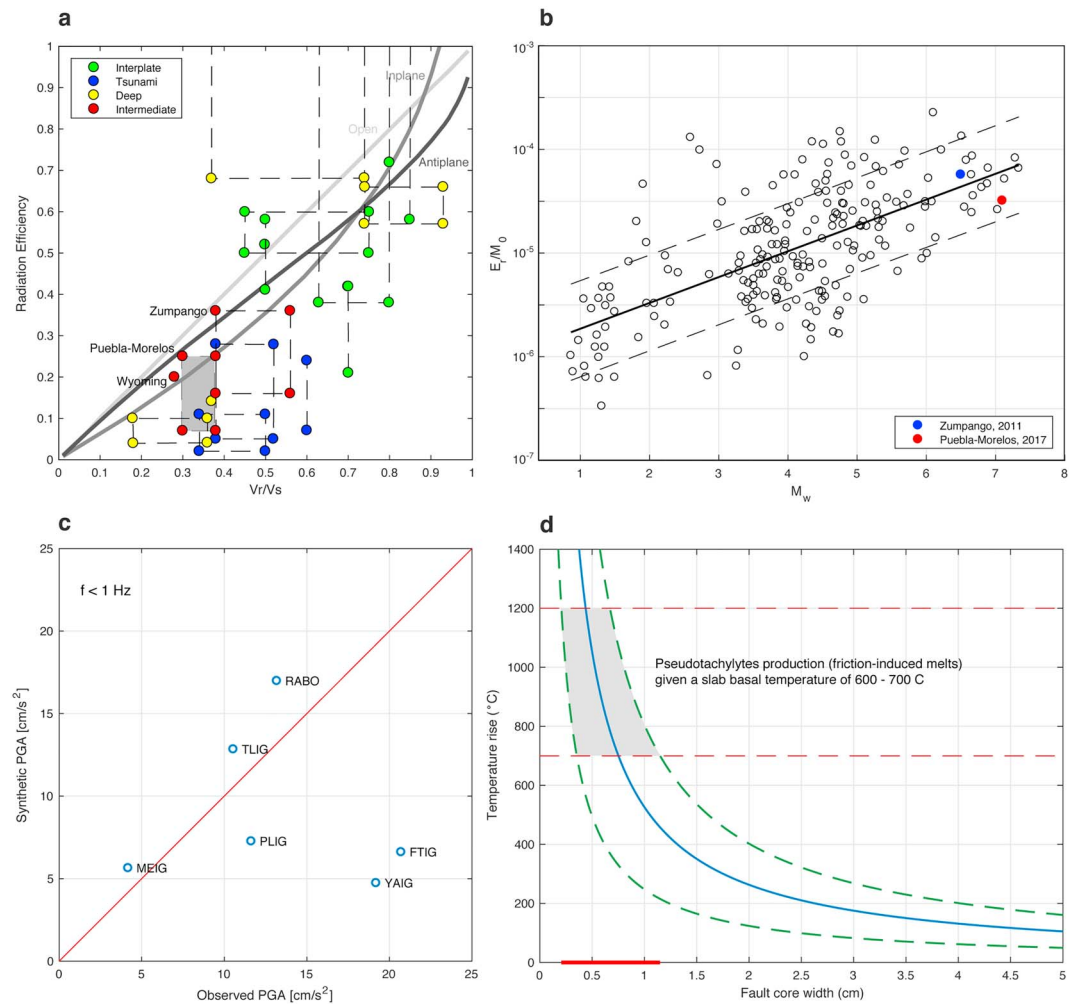 a
1
0.9
0.8
0.7
0.6
0.5
0.4
0.3
0.2
0.1
0
Radiation Efficiency
Interplate
Tsunami
Deep
Intermediate
Inplane
Open
Antiplane
Zumpango
Puebla-Morelos
Wyoming
0.1 0.2 0.3 0.4 0.5 0.6 0.7 0.8 0.9 1
Vr/Vs
b
10-3
10-4
10-5
10-6
10-7
Er/M0
Zumpango, 2011
Puebla-Morelos, 2017
1 2 3 4 5 6 7 8
Mw
c
25
20
15
10
5
0
Synthetic PGA [cm/s2]
f < 1 Hz
RABO
TLIG
PLIG
FTIG
MEIG
YAIG
0 5 10 15 20 25
Observed PGA [cm/s2]
d
1400
1200
1000
800
600
400
200
0
Temperature rise (°C)
Pseudotachylytes production (friction-induced melts)
given a slab basal temperature of 600 - 700 C
0 0.5 1 1.5 2 2.5 3 3.5 4 4.5 5
Fault core width (cm)